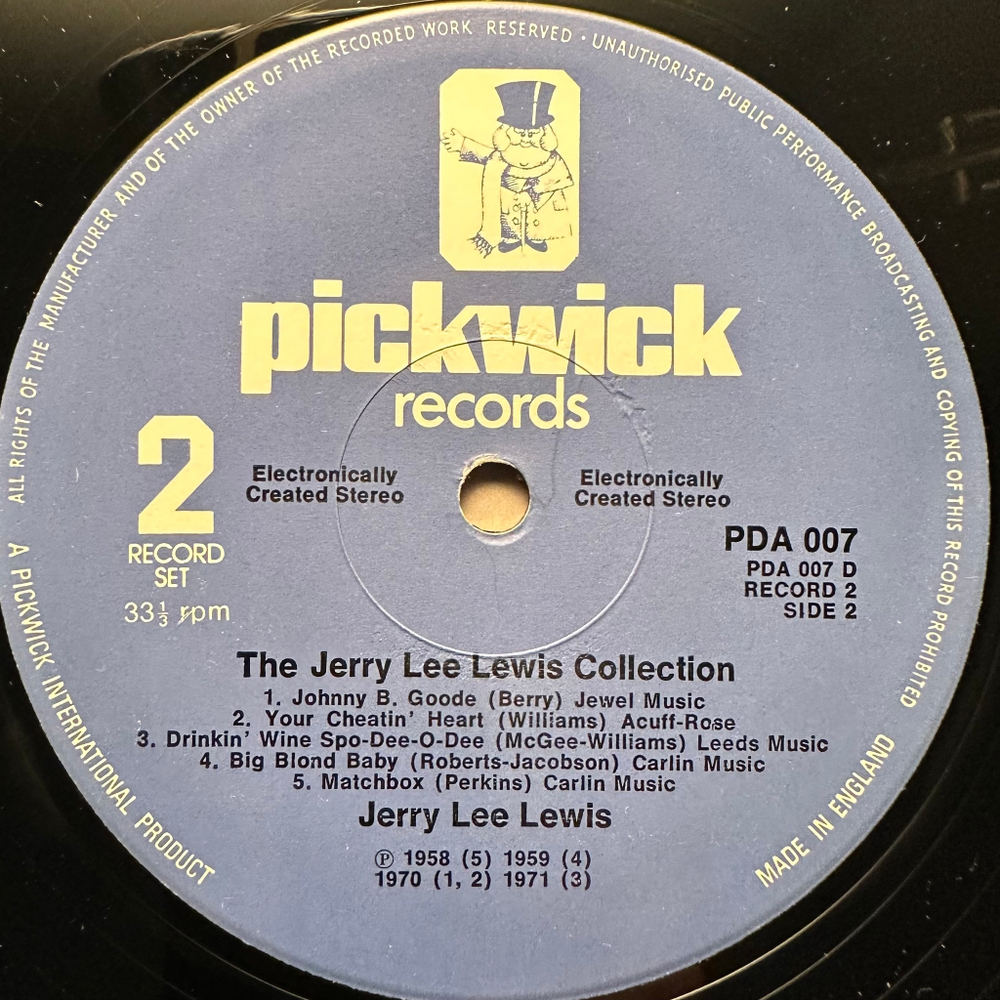 ALL RIGHTS OF THE MANUFACTURER AND OF THE OWNER OF THE RECORDED WORK RESERVED · UNAUTHORISED PUBLIC PERFORMANCE BROADCASTING AND COPYING OF THIS RECORD PROHIBITED
pickwick
records
2
RECORD
SET
33⅓ rpm
Electronically
Created Stereo
Electronically
Created Stereo
PDA 007
PDA 007 D
RECORD 2
SIDE 2
The Jerry Lee Lewis Collection
1. Johnny B. Goode (Berry) Jewel Music
2. Your Cheatin' Heart (Williams) Acuff-Rose
3. Drinkin' Wine Spo-Dee-O-Dee (McGee-Williams) Leeds Music
4. Big Blond Baby (Roberts-Jacobson) Carlin Music
5. Matchbox (Perkins) Carlin Music
Jerry Lee Lewis
℗ 1958 (5) 1959 (4)
1970 (1, 2) 1971 (3)
A PICKWICK INTERNATIONAL PRODUCT
MADE IN ENGLAND